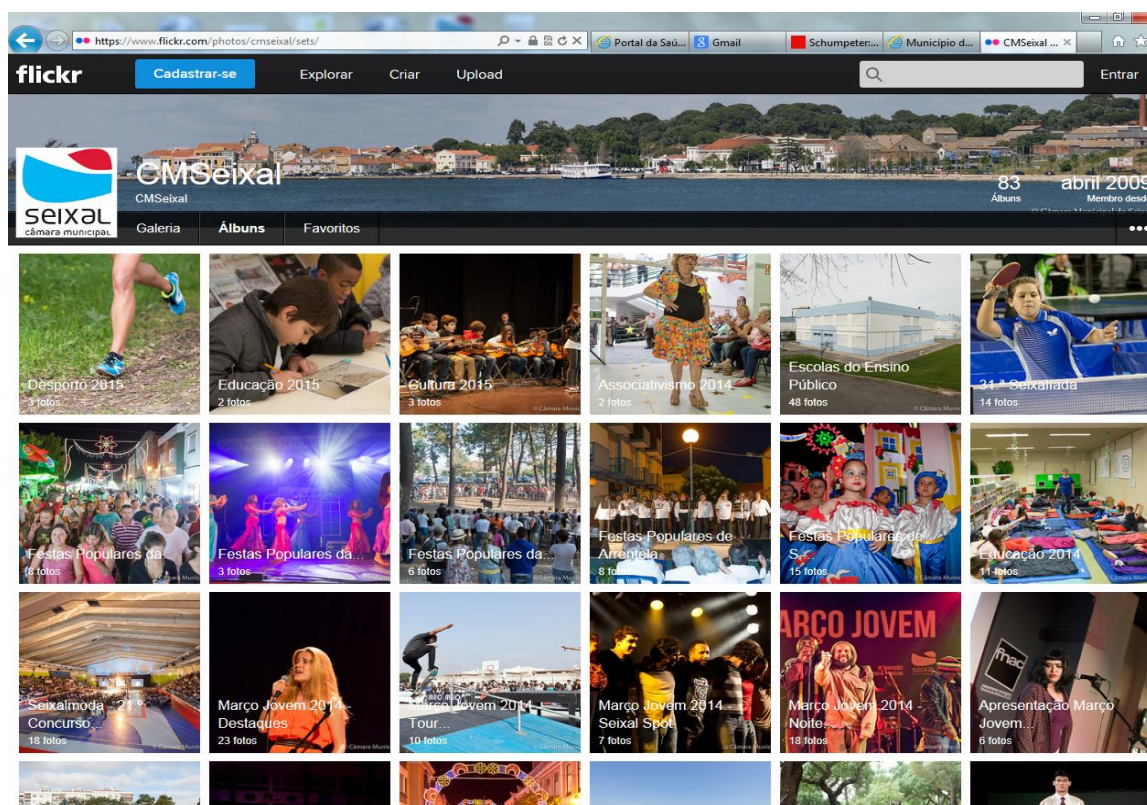 https://www.flickr.com/photos/cmseixal/sets/
Portal da Saú...
Gmail
Schumpeter:...
Município d...
CMSeixal ...
flickr
Cadastrar-se
Explorar
Criar
Upload
Entrar
CMSeixal
CMSeixal
83
Álbuns
abril 2009
Membro desd
SEIXAL
câmara municipal
Galeria
Álbuns
Favoritos
Desporto 2015
3 fotos
Educação 2015
2 fotos
Cultura 2015
3 fotos
Associativismo 2014
2 fotos
Escolas do Ensino
Público
48 fotos
31.ª Seixalíada
14 fotos
Festas Populares da...
8 fotos
Festas Populares da...
3 fotos
Festas Populares da...
6 fotos
Festas Populares de
Arrentela
8 fotos
Festas Populares do
S...
15 fotos
Educação 2014
11 fotos
Seixalmoda - 21.º
Concurso...
18 fotos
Março Jovem 2014 -
Destaques
23 fotos
Março Jovem 2014 -
Tour...
10 fotos
Março Jovem 2014 -
Seixal Spot
7 fotos
MARÇO JOVEM
Março Jovem 2014 -
Noite...
18 fotos
fnac
Apresentação Março
Jovem...
6 fotos